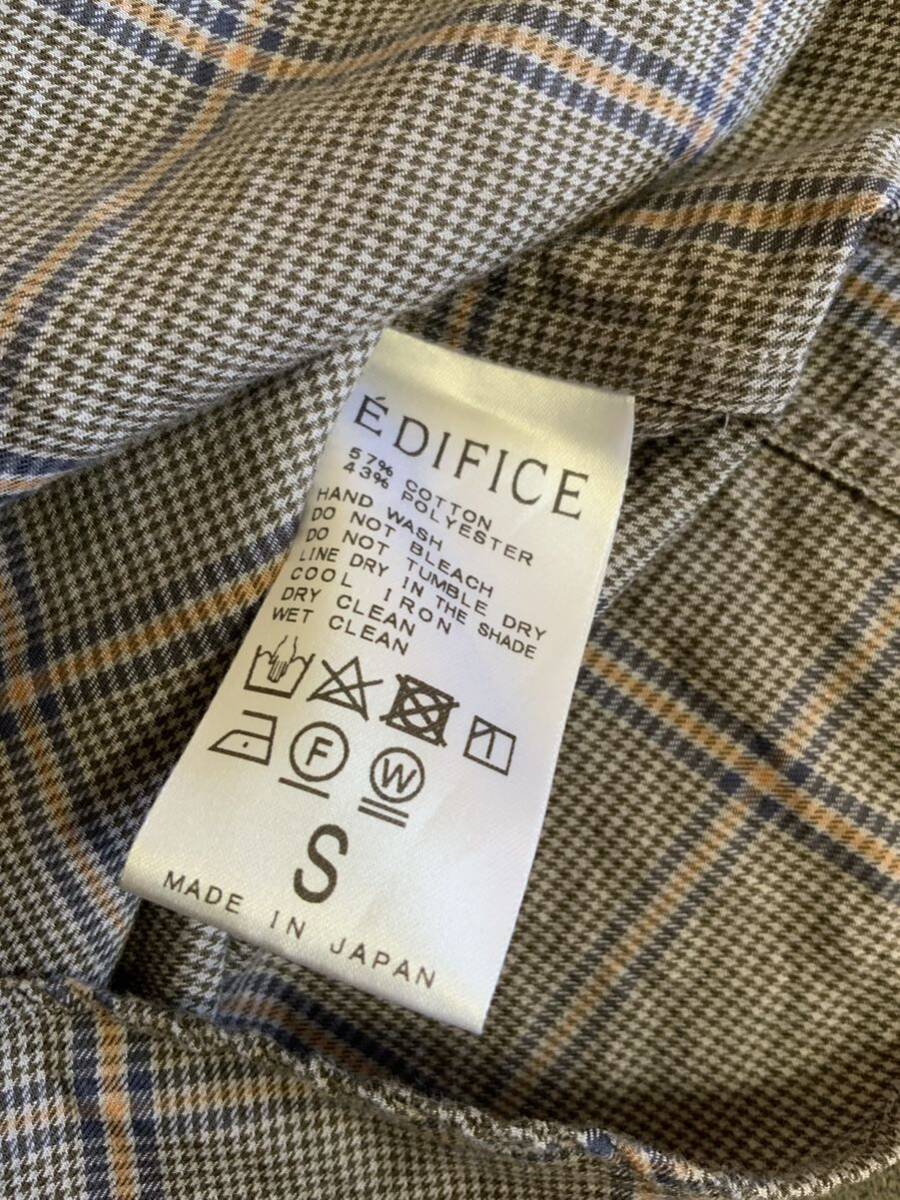 ÉDIFICE
57% COTTON
43% POLYESTER
HAND WASH
DO NOT BLEACH
DO NOT TUMBLE DRY
LINE DRY IN THE SHADE
COOL IRON
DRY CLEAN
WET CLEAN
F W
S
MADE IN JAPAN